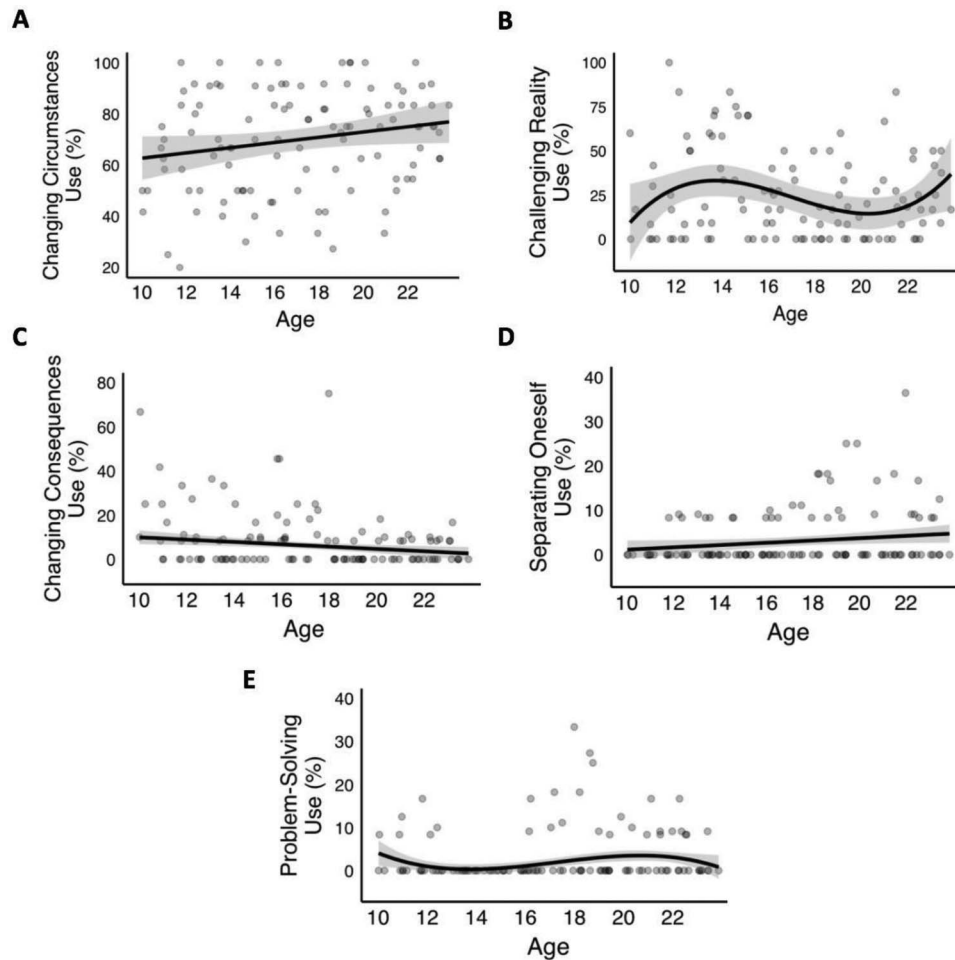 A
Changing Circumstances
Use (%)
100
80
60
40
20
10 12 14 16 18 20 22
Age
B
Challenging Reality
Use (%)
100
75
50
25
0
10 12 14 16 18 20 22
Age
C
Changing Consequences
Use (%)
80
60
40
20
0
10 12 14 16 18 20 22
Age
D
Separating Oneself
Use (%)
40
30
20
10
0
10 12 14 16 18 20 22
Age
E
Problem-Solving
Use (%)
40
30
20
10
0
10 12 14 16 18 20 22
Age